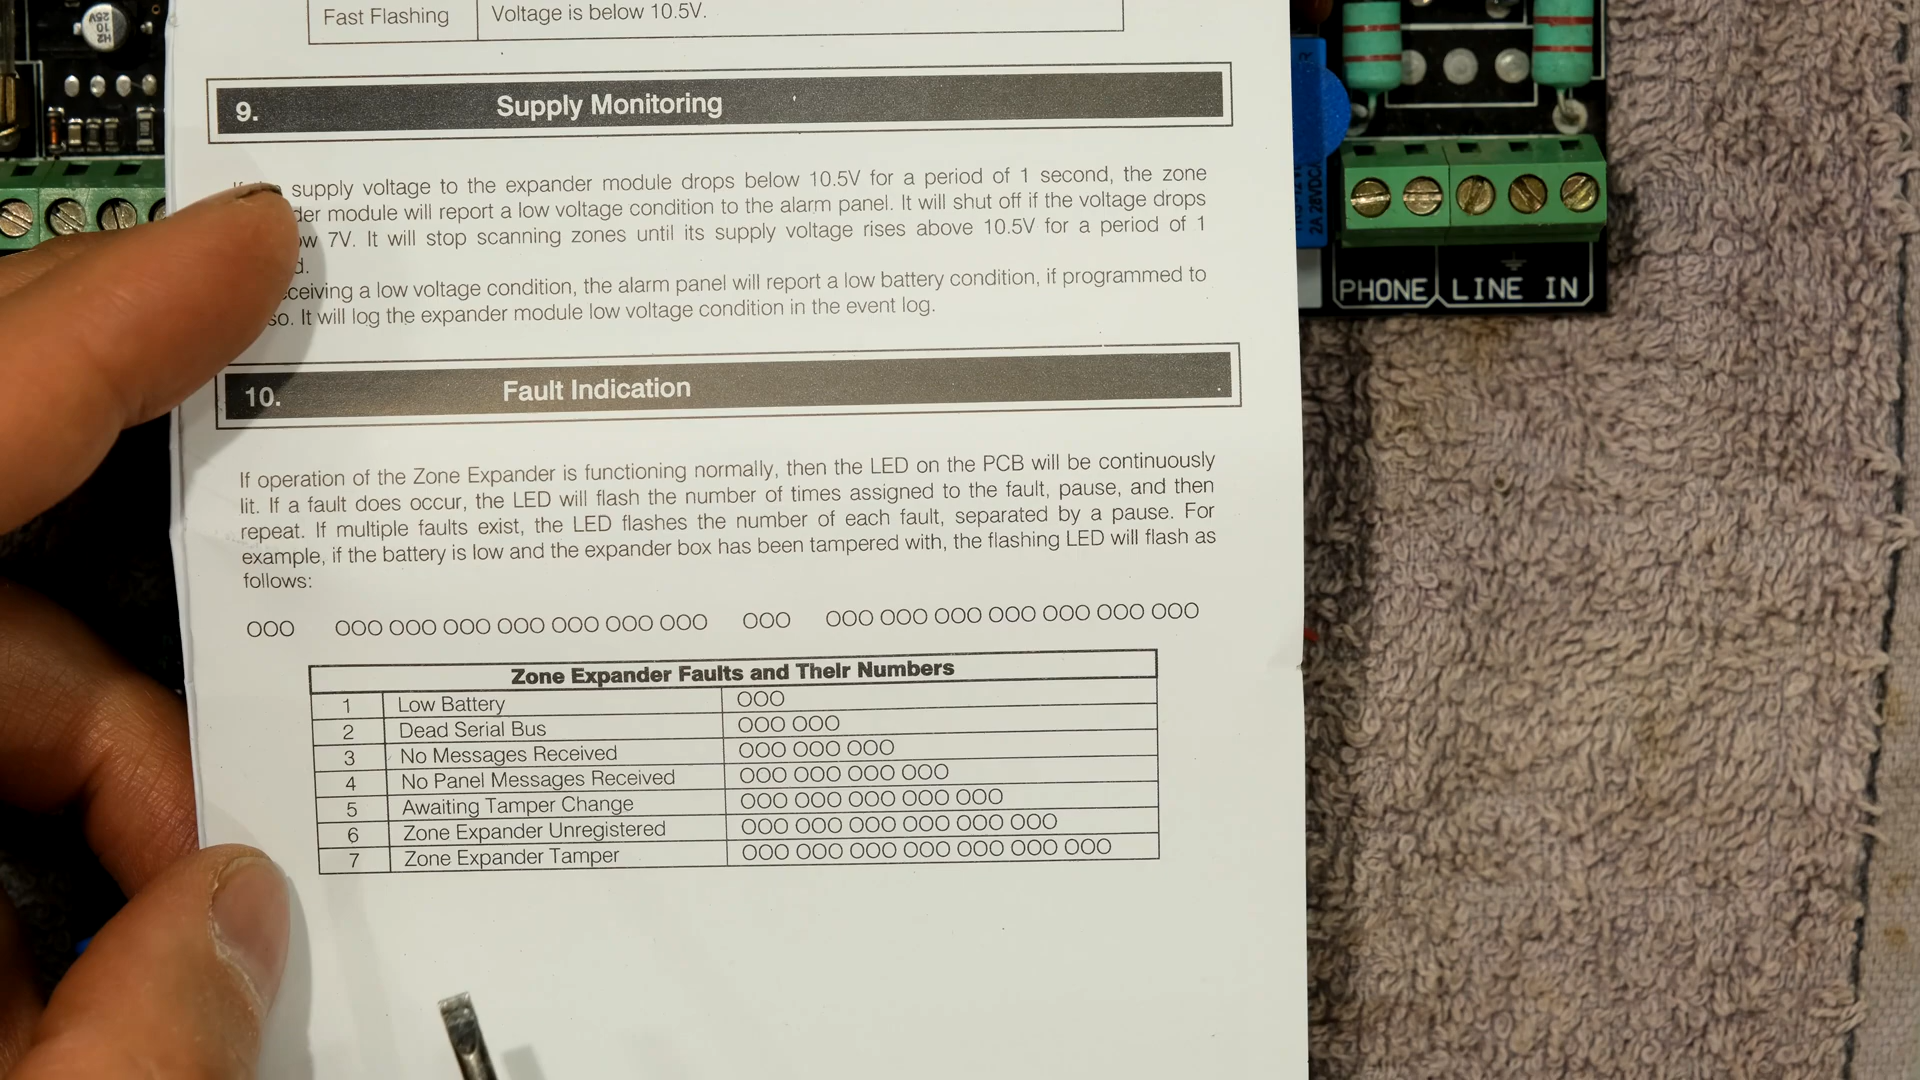 Fast Flashing Voltage is below 10.5V.
9. Supply Monitoring
supply voltage to the expander module drops below 10.5V for a period of 1 second, the zone
der module will report a low voltage condition to the alarm panel. It will shut off if the voltage drops
ow 7V. It will stop scanning zones until its supply voltage rises above 10.5V for a period of 1
d.
ceiving a low voltage condition, the alarm panel will report a low battery condition, if programmed to
so. It will log the expander module low voltage condition in the event log.
10. Fault Indication
If operation of the Zone Expander is functioning normally, then the LED on the PCB will be continuously
lit. If a fault does occur, the LED will flash the number of times assigned to the fault, pause, and then
repeat. If multiple faults exist, the LED flashes the number of each fault, separated by a pause. For
example, if the battery is low and the expander box has been tampered with, the flashing LED will flash as
follows:
OOO OOO OOO OOO OOO OOO OOO OOO OOO OOO OOO OOO OOO OOO OOO OOO
Zone Expander Faults and Their Numbers
1 Low Battery OOO
2 Dead Serial Bus OOO OOO
3 No Messages Received OOO OOO OOO
4 No Panel Messages Received OOO OOO OOO OOO
5 Awaiting Tamper Change OOO OOO OOO OOO OOO
6 Zone Expander Unregistered OOO OOO OOO OOO OOO OOO
7 Zone Expander Tamper OOO OOO OOO OOO OOO OOO OOO
PHONE LINE IN
2A 28VDC
H2
10
25V